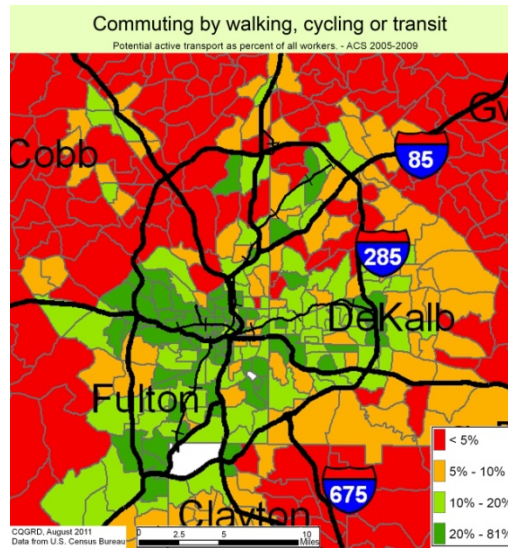 Commuting by walking, cycling or transit
Potential active transport as percent of all workers. - ACS 2005-2009
Gw
Cobb
85
285
DeKalb
Fulton
< 5%
5% - 10%
10% - 20%
20% - 81%
675
Clayton
CQGRD, August 2011
Data from U.S. Census Bureau
0 2.5 5 10
Miles